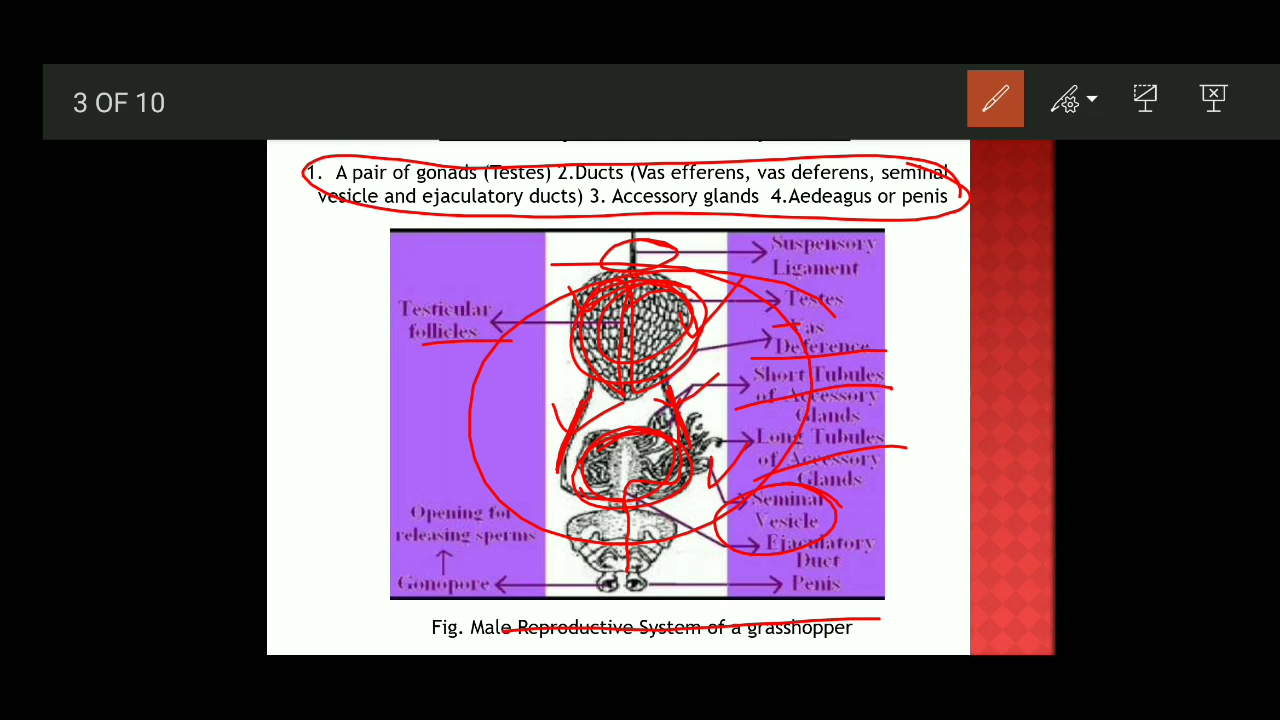 3 OF 10
1. A pair of gonads (Testes) 2.Ducts (Vas efferens, vas deferens, seminal
vesicle and ejaculatory ducts) 3. Accessory glands 4.Aedeagus or penis
Suspensory
Ligament
Testicular
follicles
Testes
Vas
Deference
Short Tubules
of Accessory
Glands
Long Tubules
of Accessory
Glands
Seminal
Vesicle
Opening for
releasing sperms
Ejaculatory
Duct
Gonopore
Penis
Fig. Male Reproductive System of a grasshopper